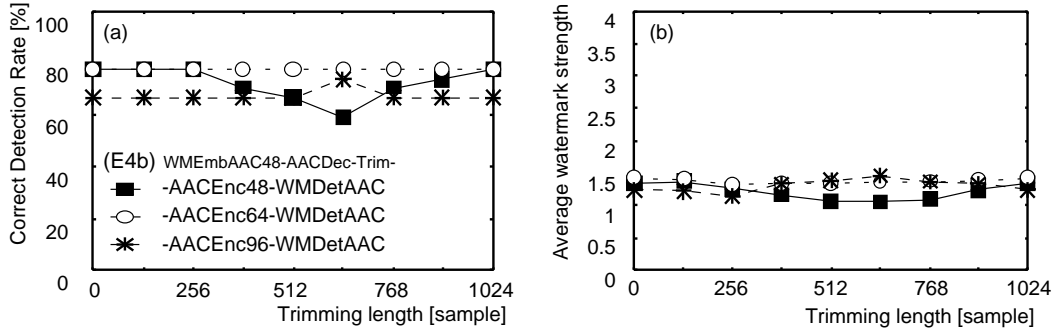 Correct Detection Rate [%]
100
80
60
40
20
0
(a)
(E4b) WMEmbAAC48-AACDec-Trim-
-AACEnc48-WMDetAAC
-AACEnc64-WMDetAAC
-AACEnc96-WMDetAAC
0 256 512 768 1024
Trimming length [sample]
Average watermark strength
4
3.5
3
2.5
2
1.5
1
0.5
0
(b)
0 256 512 768 1024
Trimming length [sample]